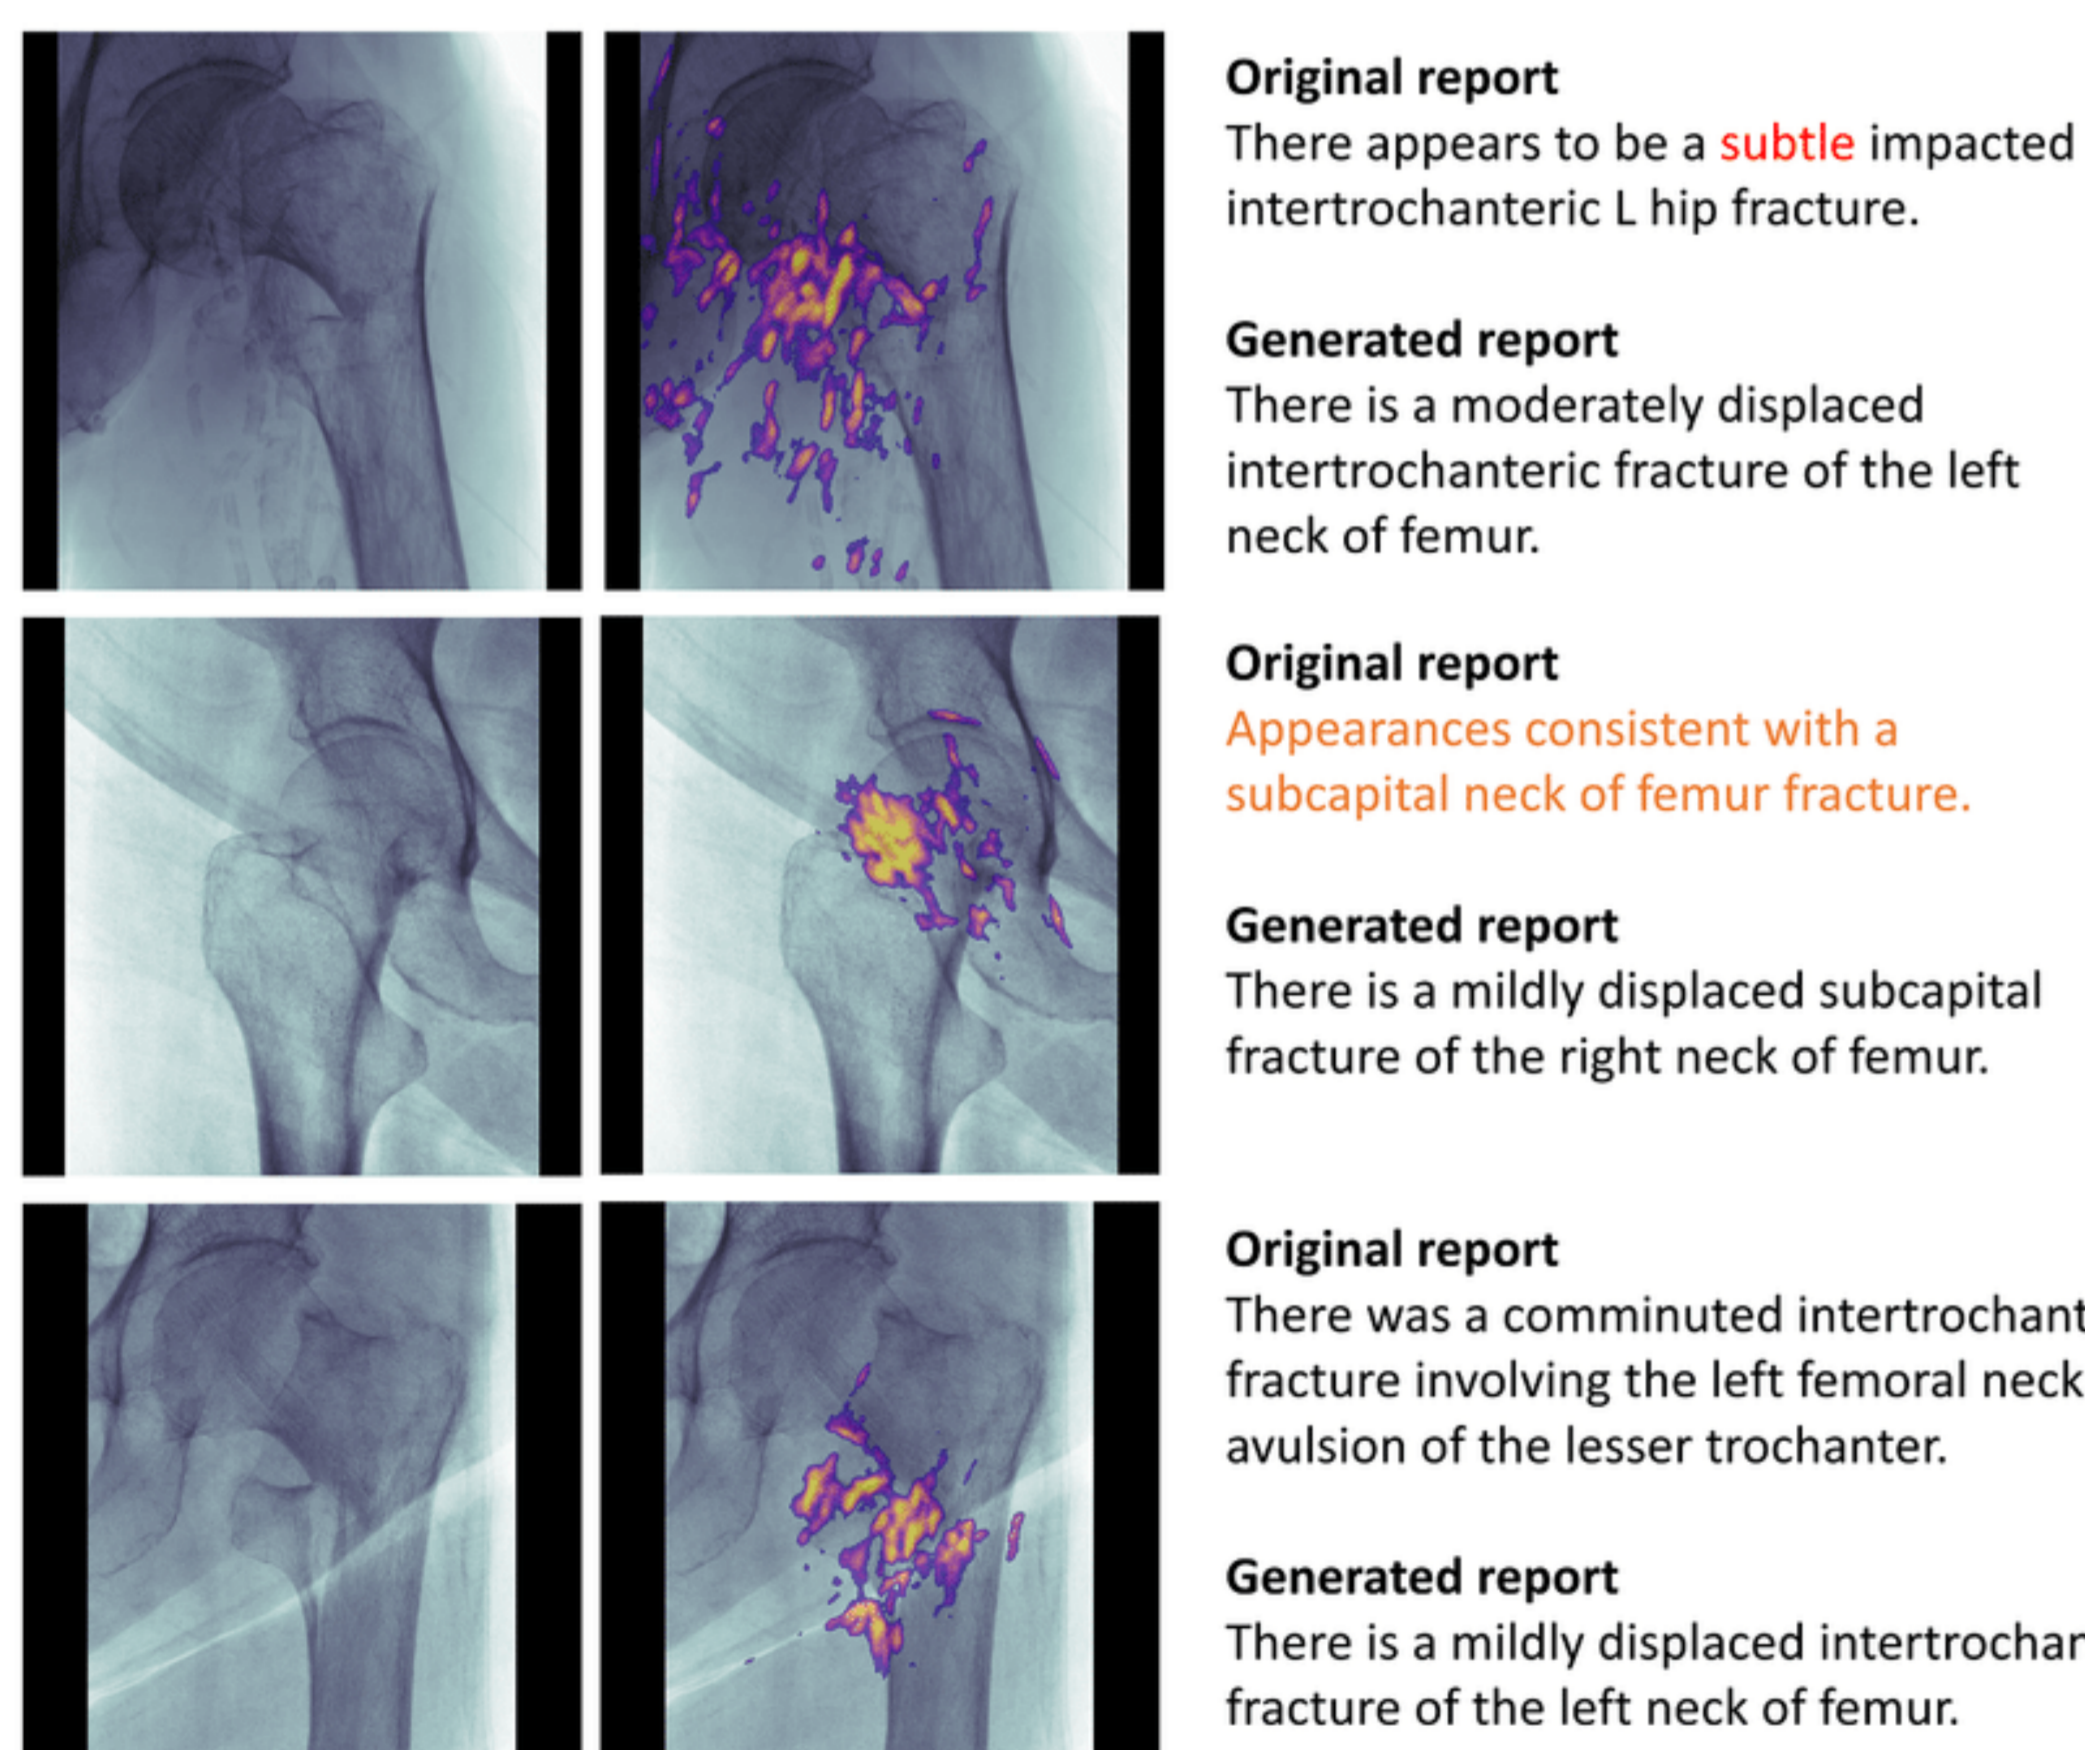 Original report
There appears to be a subtle impacted
intertrochanteric L hip fracture.
Generated report
There is a moderately displaced
intertrochanteric fracture of the left
neck of femur.
Original report
Appearances consistent with a
subcapital neck of femur fracture.
Generated report
There is a mildly displaced subcapital
fracture of the right neck of femur.
Original report
There was a comminuted intertrochant
fracture involving the left femoral neck
avulsion of the lesser trochanter.
Generated report
There is a mildly displaced
fracture of the left neck of femur.